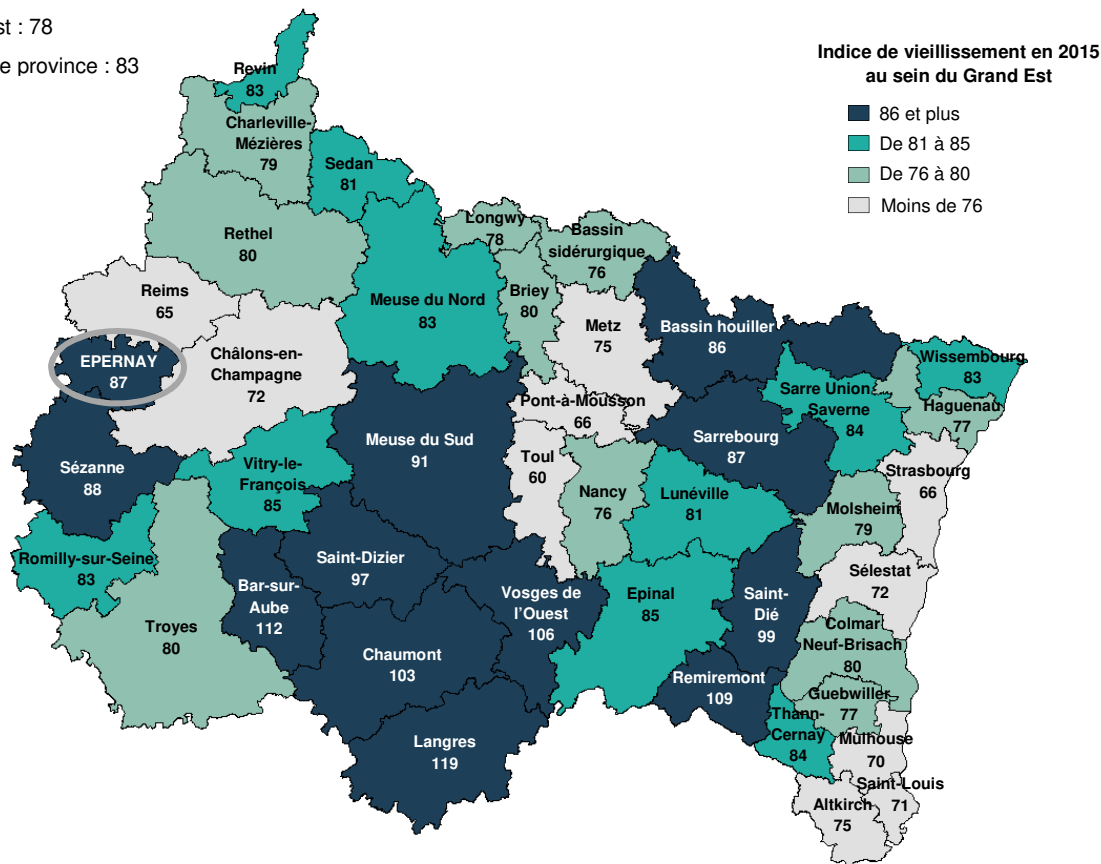 st : 78
e province : 83
Indice de vieillissement en 2015
au sein du Grand Est
86 et plus
De 81 à 85
De 76 à 80
Moins de 76
Revin
83
Charleville-
Mézières
79
Sedan
81
Rethel
80
Longwy
78
Bassin
sidérurgique
76
Reims
65
Meuse du Nord
83
Briey
80
Metz
75
Bassin houiller
86
EPERNAY
87
Châlons-en-
Champagne
72
Wissembourg
83
Sarre Union-
Saverne
84
Haguenau
77
Pont-à-Mousson
66
Sézanne
88
Vitry-le-
François
85
Meuse du Sud
91
Toul
60
Nancy
76
Lunéville
81
Sarrebourg
87
Strasbourg
66
Molsheim
79
Romilly-sur-Seine
83
Troyes
80
Bar-sur-
Aube
112
Saint-Dizier
97
Vosges de
l'Ouest
106
Epinal
85
Saint-
Dié
99
Sélestat
72
Colmar
Neuf-Brisach
80
Chaumont
103
Remiremont
109
Guebwiller
77
Thann-
Cernay
84
Mulhouse
70
Langres
119
Saint-Louis
71
Altkirch
75